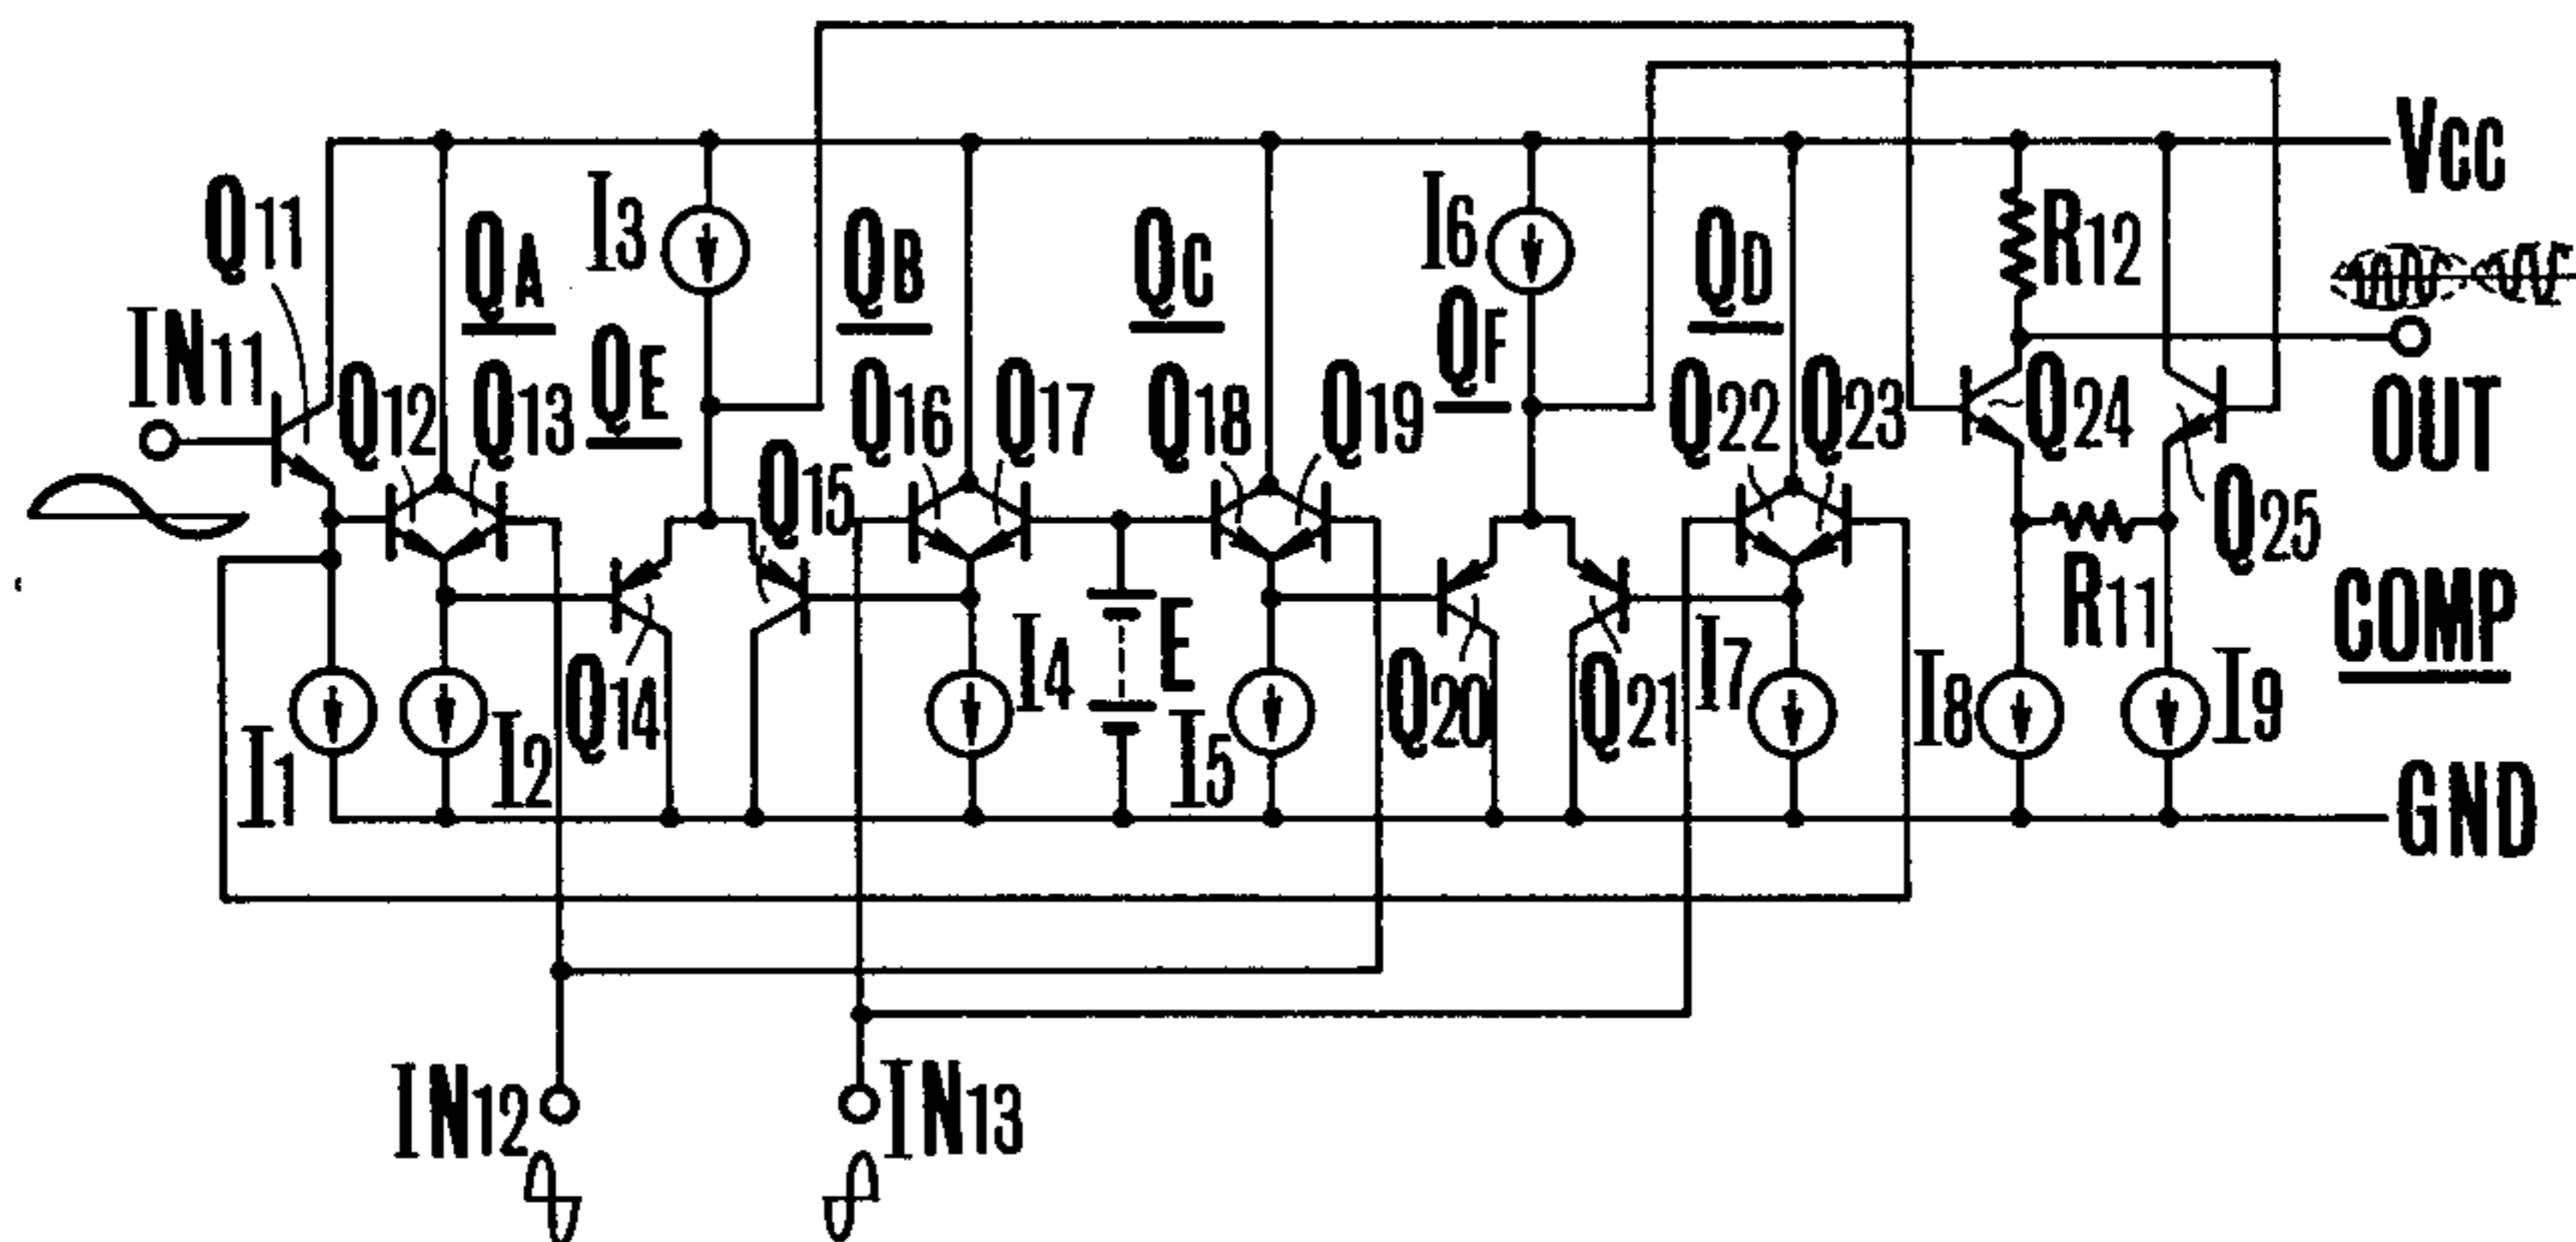 VCC
Q11
I3
QA
QB
QC
I6
QD
R12
IN11
QE
QF
Q12
Q13
Q16
Q17
Q18
Q19
Q22
Q23
Q24
OUT
Q15
Q25
R11
COMP
I4
E
I7
Q14
Q20
Q21
I8
I9
I1
I2
I5
GND
IN12
IN13